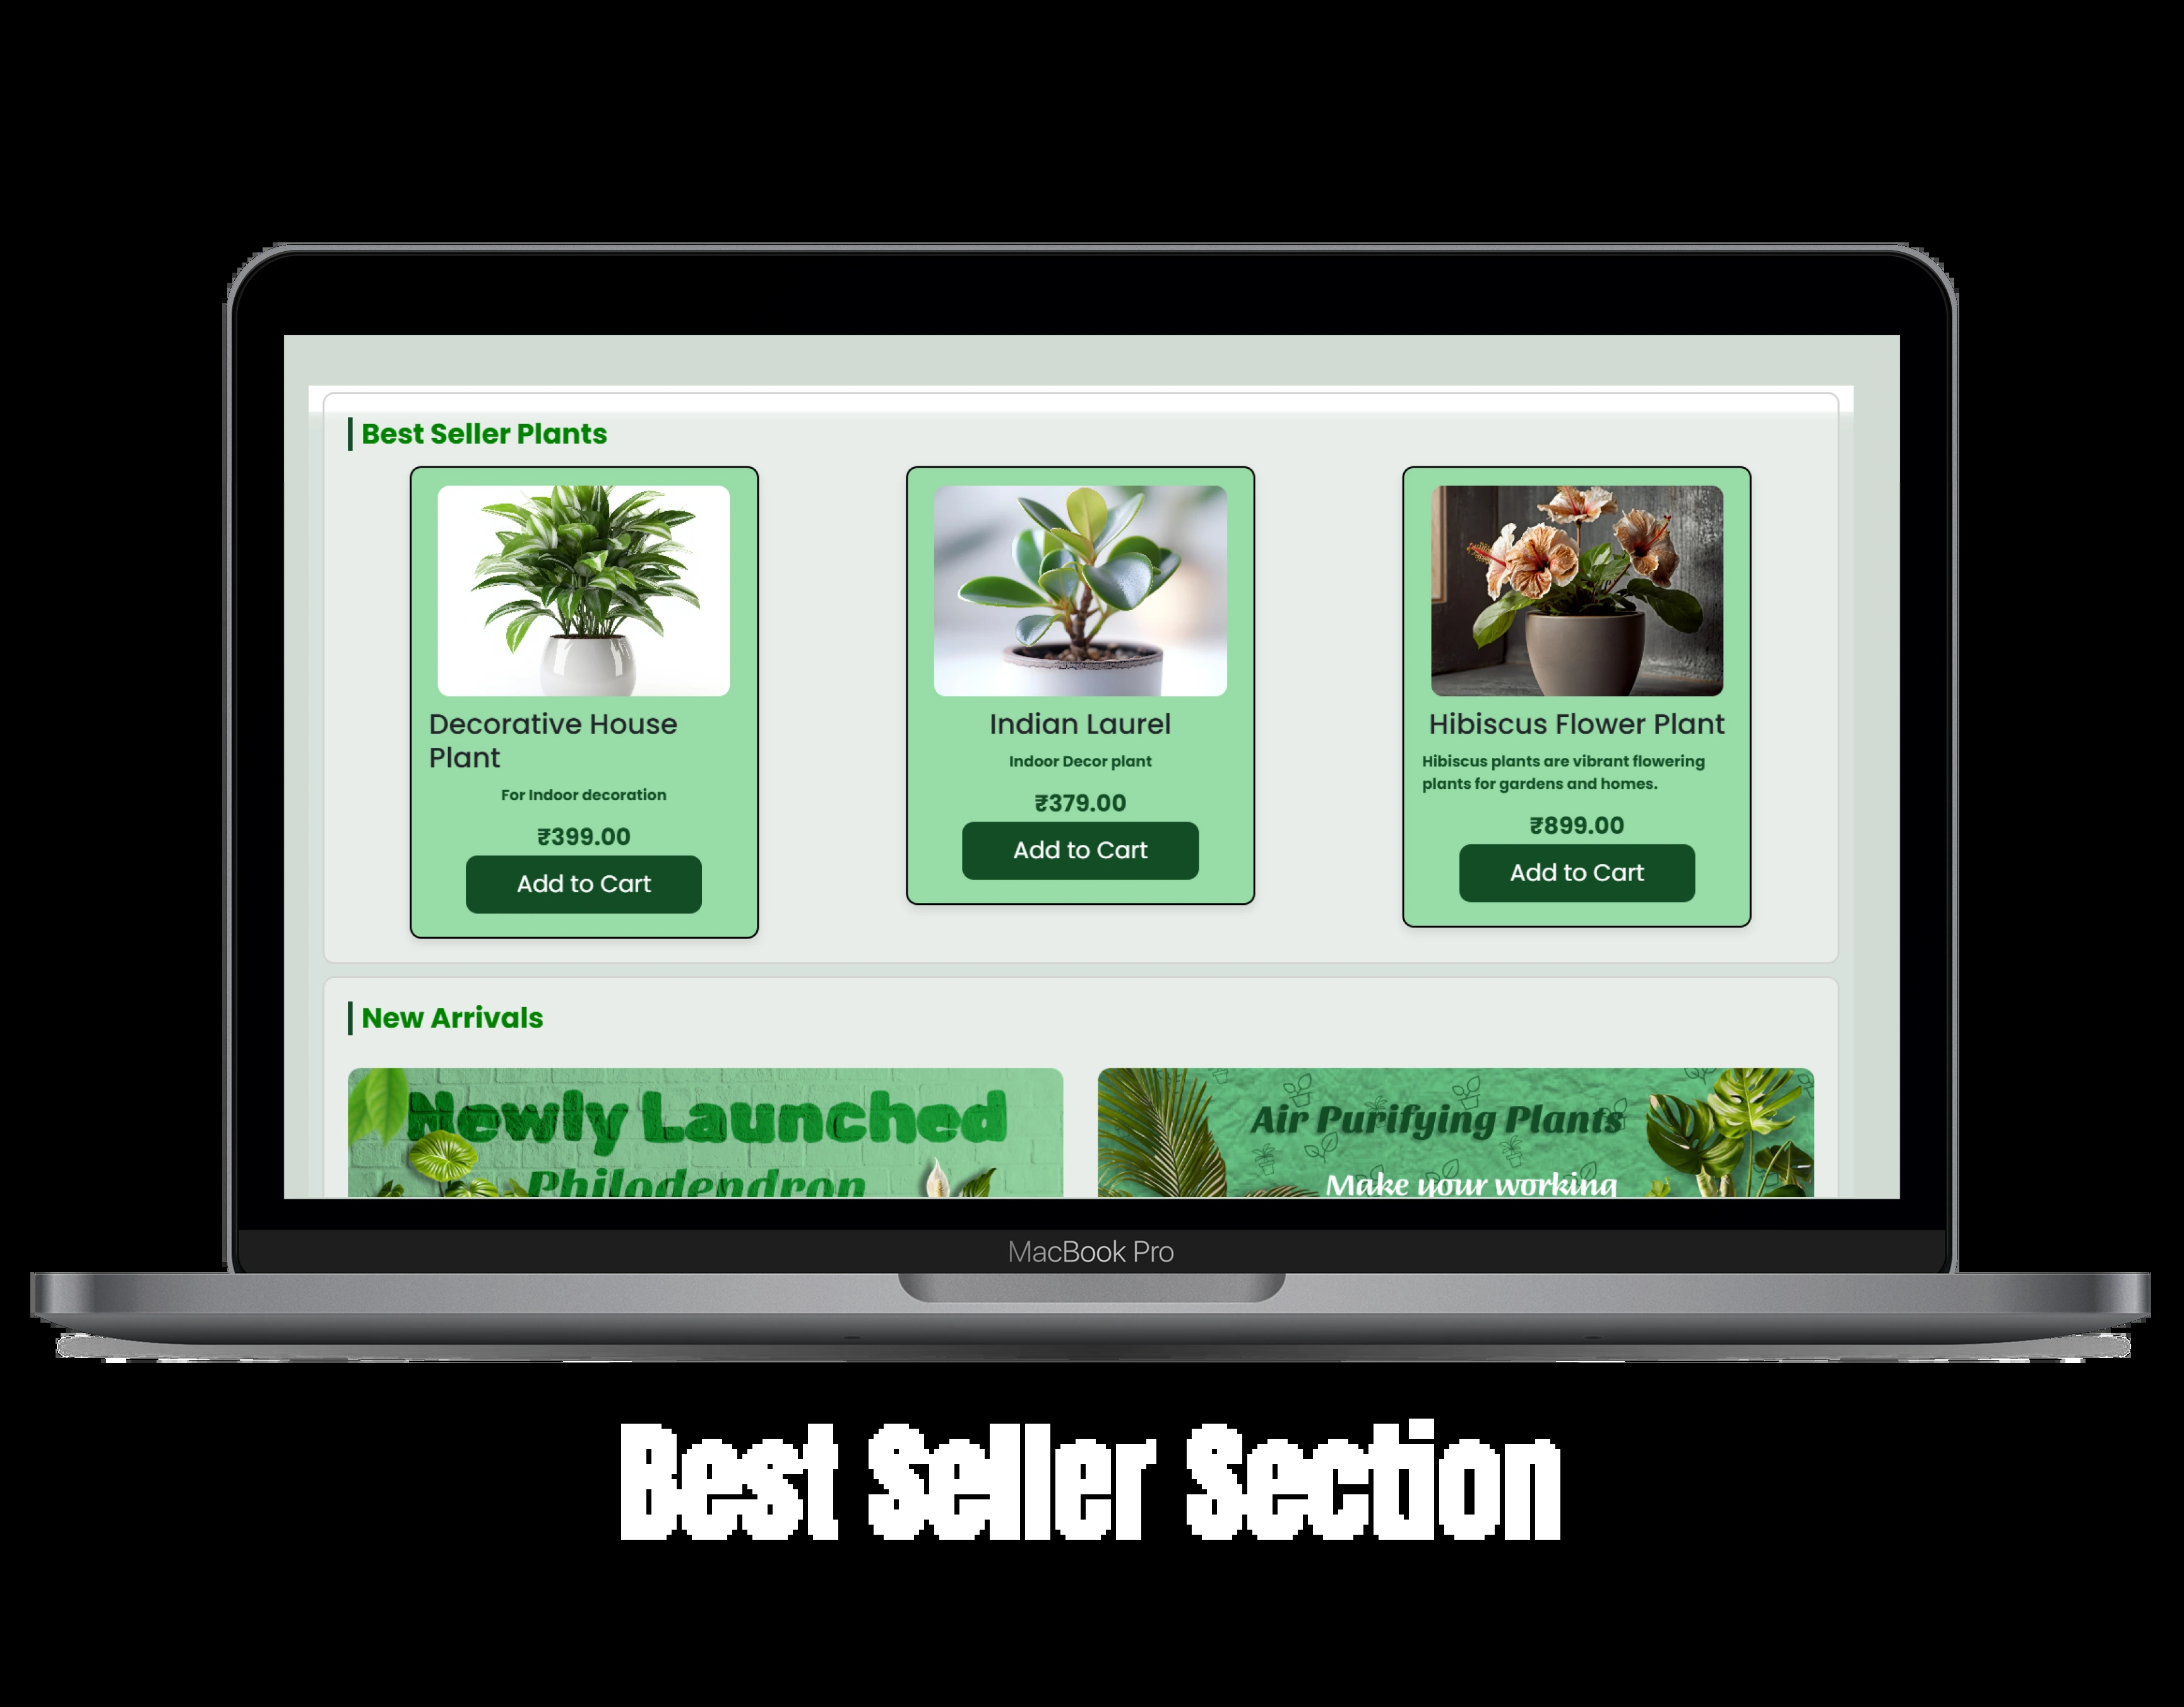 Best Seller Plants
Decorative House
Plant
For Indoor decoration
₹399.00
Add to Cart
Indian Laurel
Indoor Decor plant
₹379.00
Add to Cart
Hibiscus Flower Plant
Hibiscus plants are vibrant flowering
plants for gardens and homes.
₹899.00
Add to Cart
New Arrivals
Newly Launched
Philodendron
Air Purifying Plants
Make your working
MacBook Pro
Best Seller Section